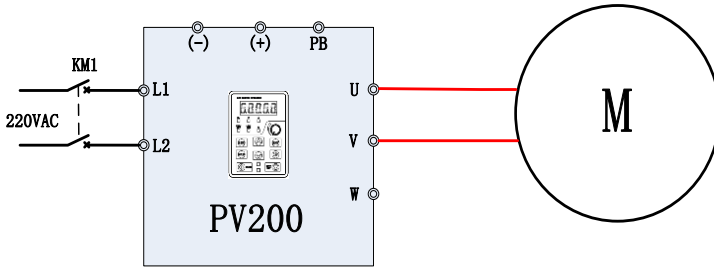 (-) (+) PB
KM1
L1 U
220VAC
L2 V
W
M
PV200